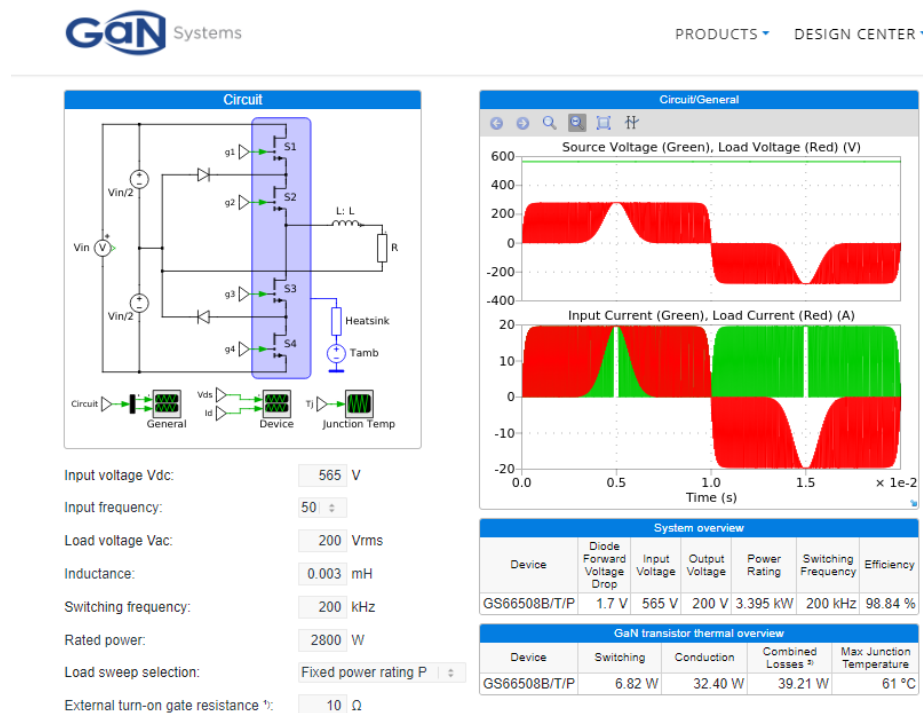 GaN Systems
PRODUCTS DESIGN CENTER
Circuit
g1
S1
Vin/2
g2
S2
L: L
Vin V
R
g3
S3
Vin/2
Heatsink
g4
S4
Tamb
Circuit
General
Vds
Id
Device
Tj
Junction Temp
Input voltage Vdc: 565 V
Input frequency: 50
Load voltage Vac: 200 Vrms
Inductance: 0.003 mH
Switching frequency: 200 kHz
Rated power: 2800 W
Load sweep selection: Fixed power rating P
External turn-on gate resistance ¹): 10 Ω
Circuit/General
Source Voltage (Green), Load Voltage (Red) (V)
600
400
200
0
-200
-400
Input Current (Green), Load Current (Red) (A)
20
10
0
-10
-20
0.0 0.5 1.0 1.5 × 1e-2
Time (s)
System overview
Device Diode Forward Voltage Drop Input Voltage Output Voltage Power Rating Switching Frequency Efficiency
GS66508B/T/P 1.7 V 565 V 200 V 3.395 kW 200 kHz 98.84 %
GaN transistor thermal overview
Device Switching Conduction Combined Losses ³) Max Junction Temperature
GS66508B/T/P 6.82 W 32.40 W 39.21 W 61 °C